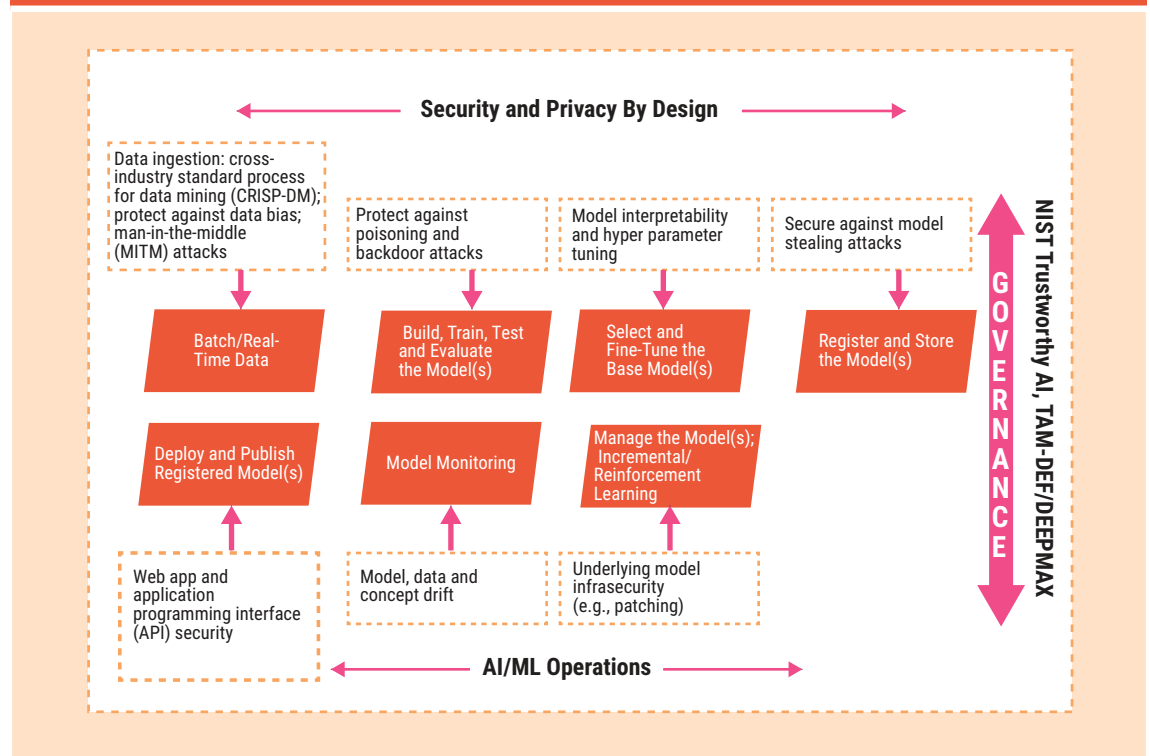 Security and Privacy By Design
Data ingestion: cross-
industry standard process
for data mining (CRISP-DM);
protect against data bias;
man-in-the-middle
(MITM) attacks
Protect against
poisoning and
backdoor attacks
Model interpretability
and hyper parameter
tuning
Secure against model
stealing attacks
Batch/Real-
Time Data
Build, Train, Test
and Evaluate
the Model(s)
Select and
Fine-Tune the
Base Model(s)
Register and Store
the Model(s)
Deploy and Publish
Registered Model(s)
Model Monitoring
Manage the Model(s);
Incremental/
Reinforcement
Learning
Web app and
application
programming interface
(API) security
Model, data and
concept drift
Underlying model
infrasecurity
(e.g., patching)
AI/ML Operations
GOVERNANCE
NIST Trustworthy AI, TAM-DEF/DEEPMAX